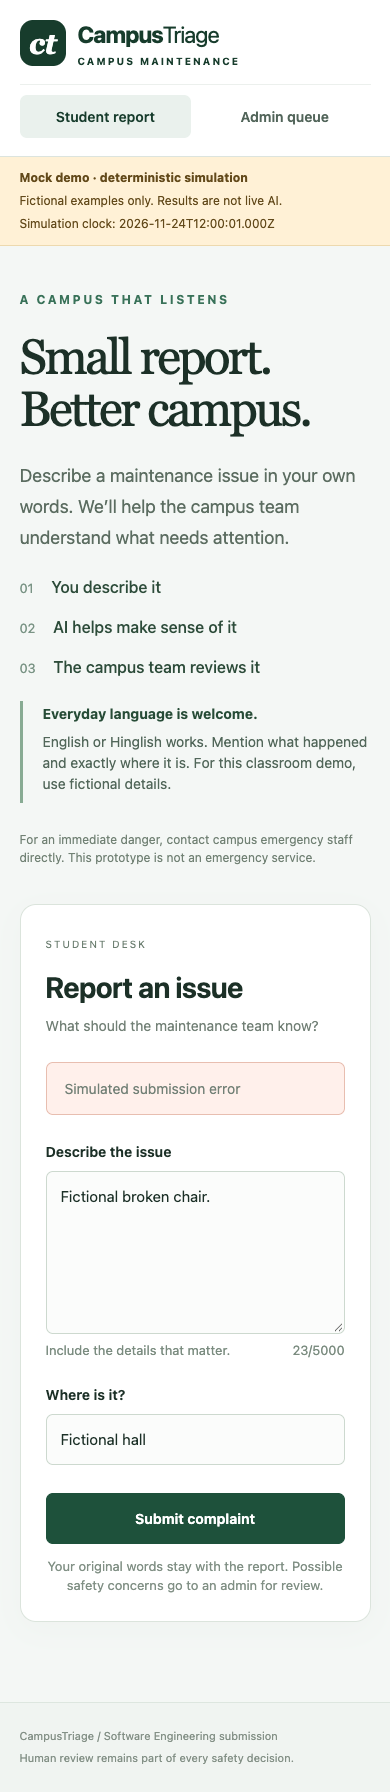 ct CampusTriage
CAMPUS MAINTENANCE
Student report Admin queue
Mock demo · deterministic simulation
Fictional examples only. Results are not live AI.
Simulation clock: 2026-11-24T12:00:01.000Z
A CAMPUS THAT LISTENS
Small report.
Better campus.
Describe a maintenance issue in your own
words. We’ll help the campus team
understand what needs attention.
01 You describe it
02 AI helps make sense of it
03 The campus team reviews it
Everyday language is welcome.
English or Hinglish works. Mention what happened
and exactly where it is. For this classroom demo,
use fictional details.
For an immediate danger, contact campus emergency staff
directly. This prototype is not an emergency service.
STUDENT DESK
Report an issue
What should the maintenance team know?
Simulated submission error
Describe the issue
Fictional broken chair.
Include the details that matter. 23/5000
Where is it?
Fictional hall
Submit complaint
Your original words stay with the report. Possible
safety concerns go to an admin for review.
CampusTriage / Software Engineering submission
Human review remains part of every safety decision.